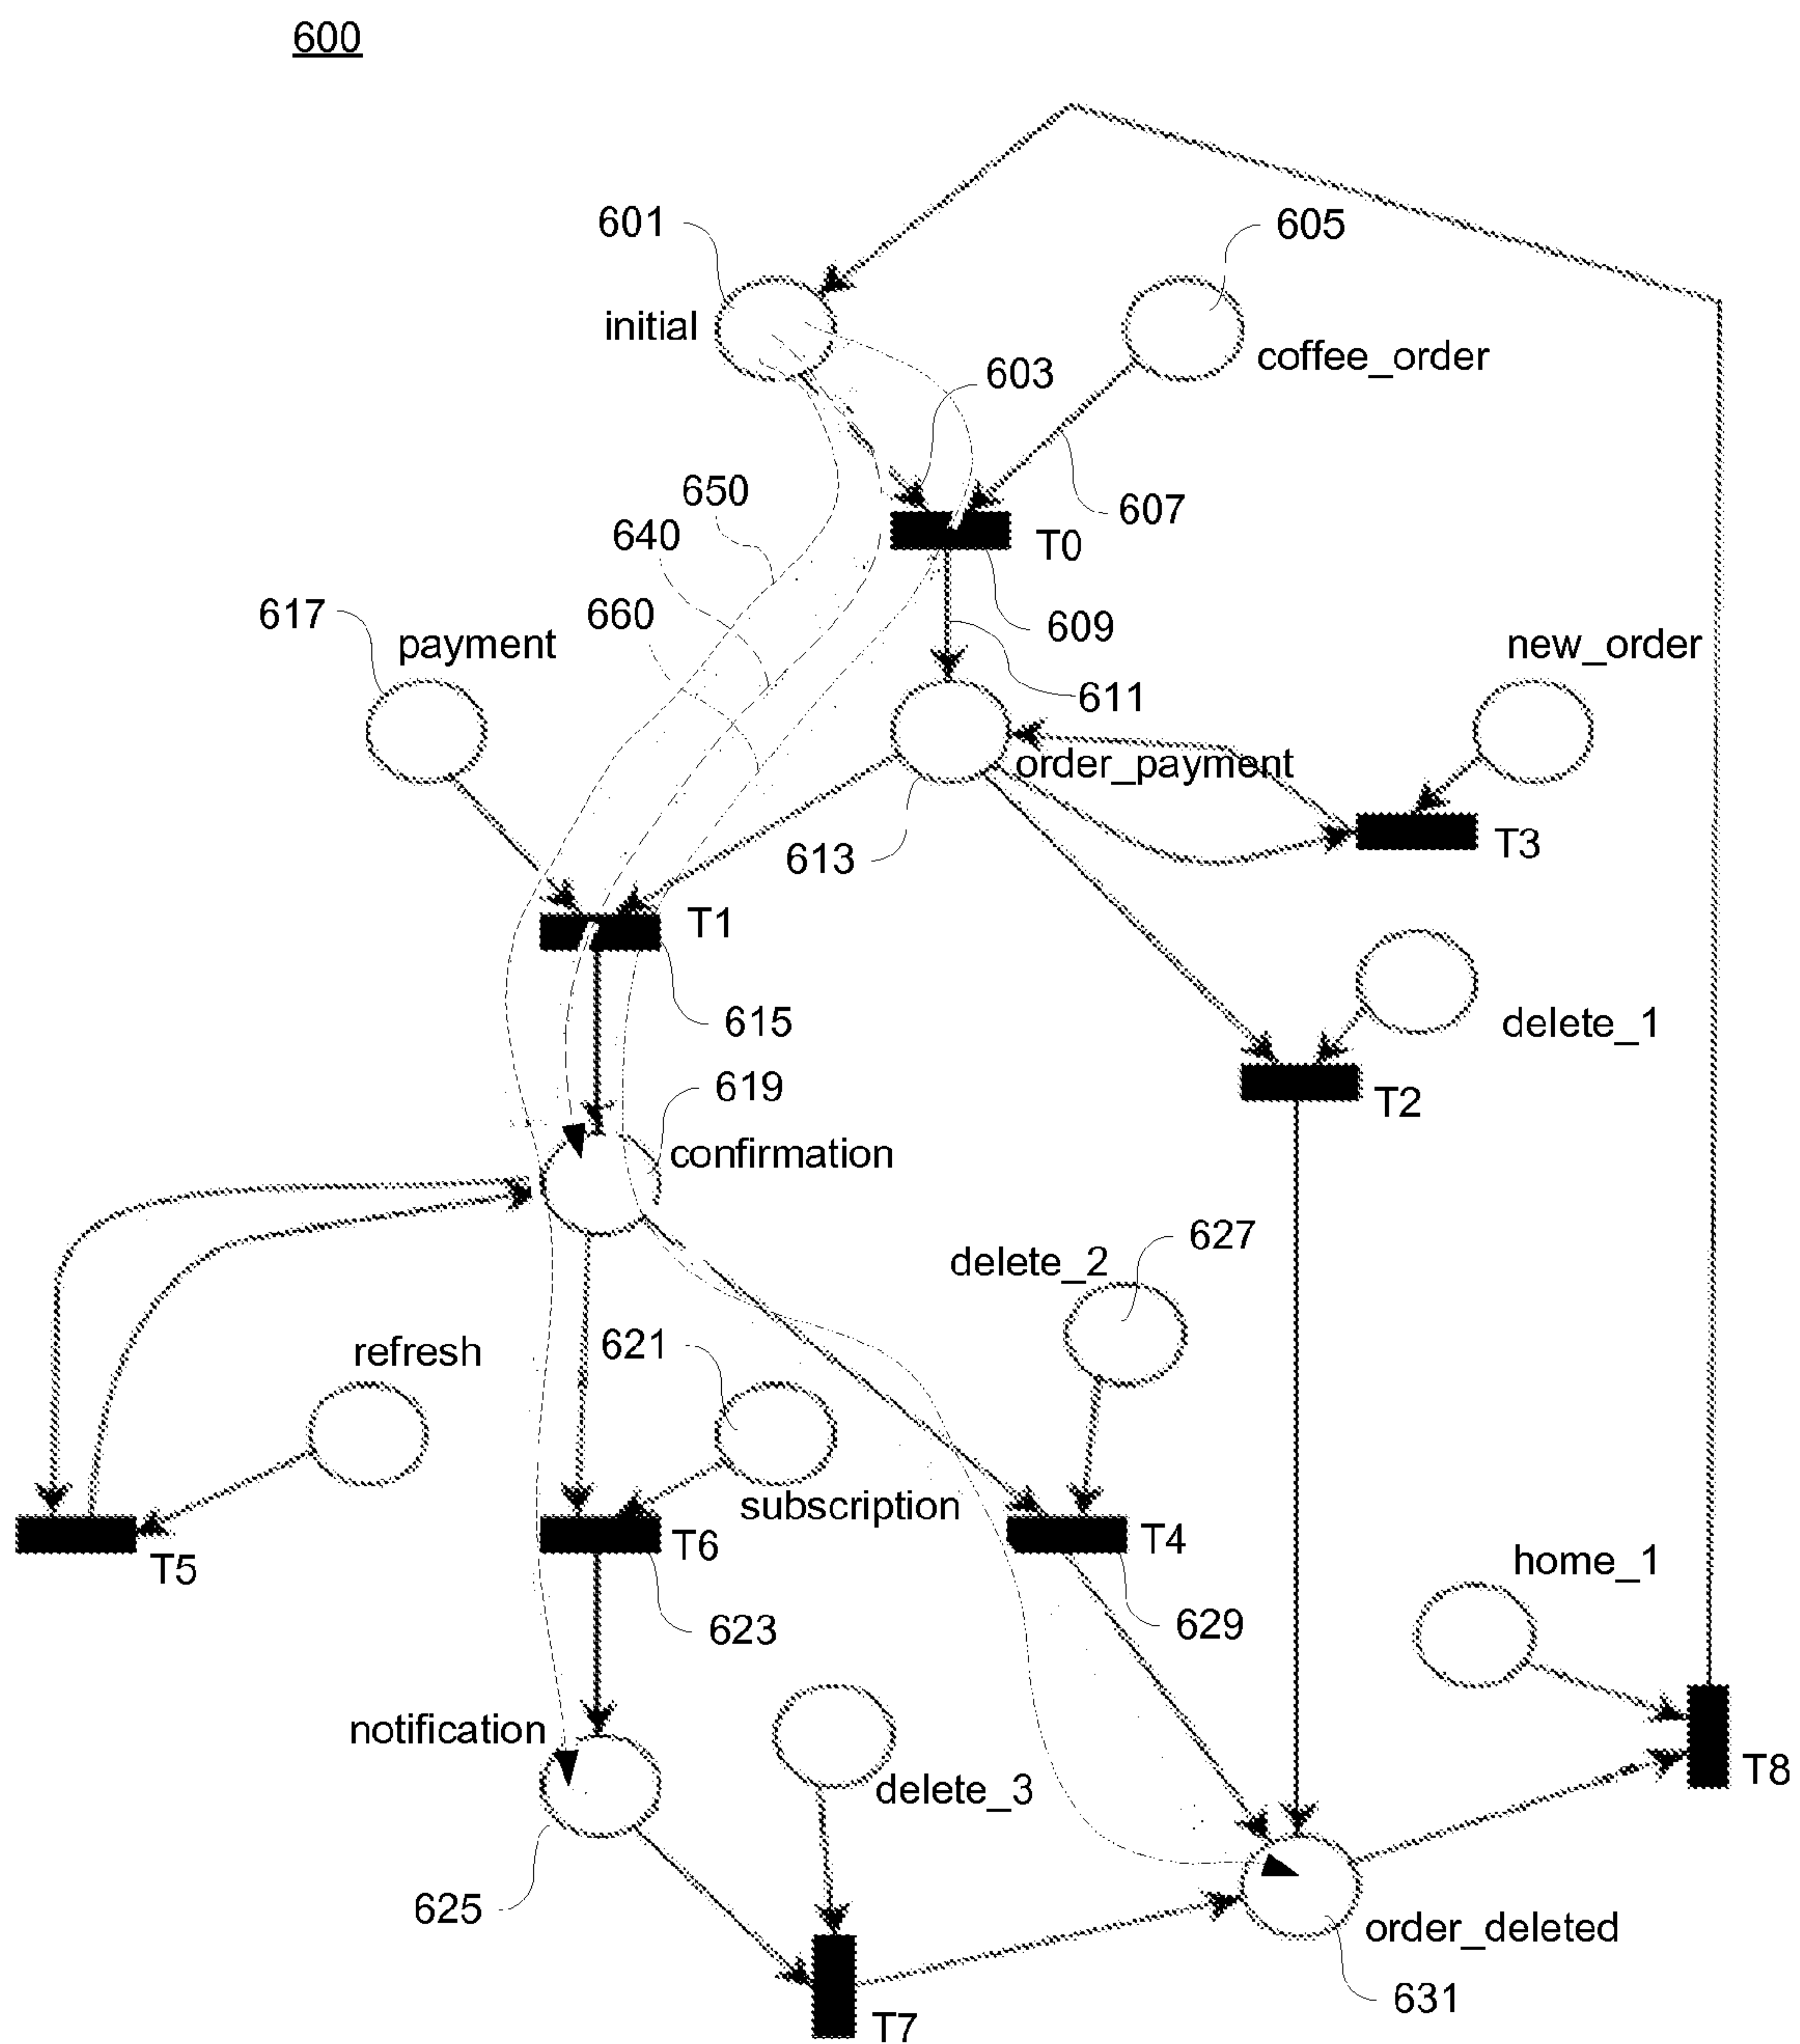 600
601
605
initial
coffee_order
603
650
607
640
T0
660
617
609
payment
new_order
611
order_payment
T3
613
T1
615
delete_1
619
T2
confirmation
627
delete_2
621
refresh
subscription
T6
T4
T5
home_1
629
623
notification
T8
delete_3
625
order_deleted
631
T7